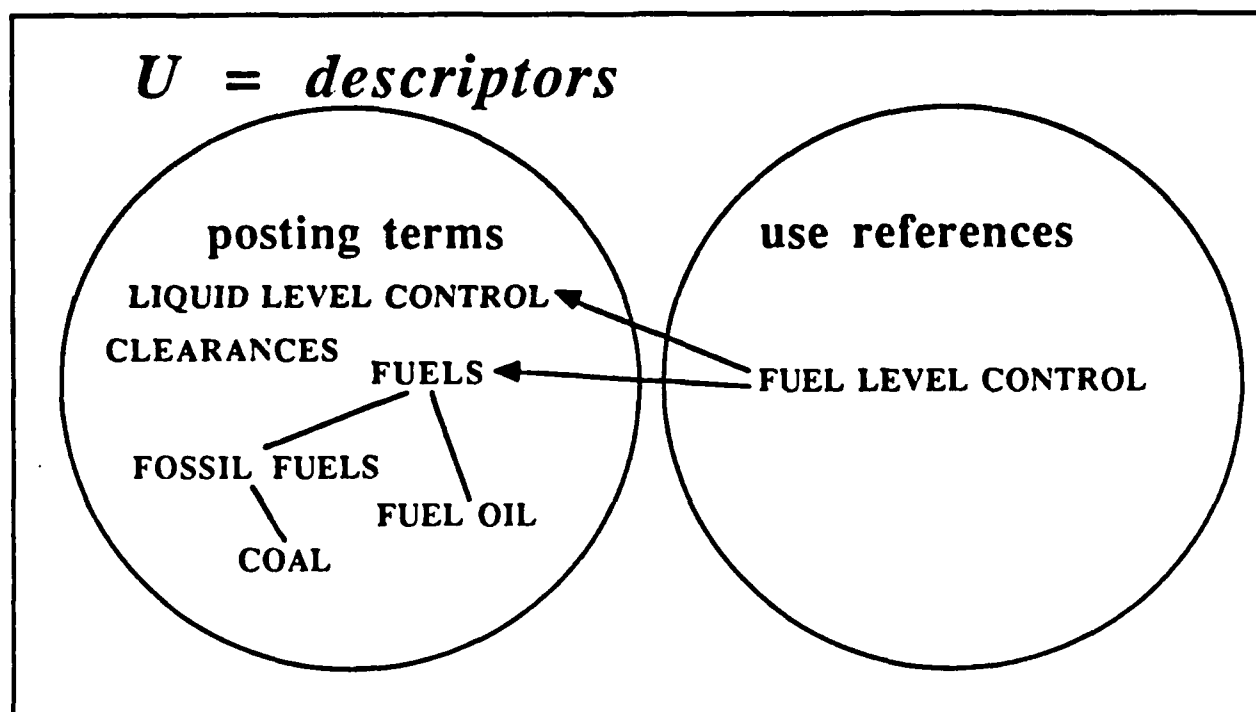 U = descriptors
posting terms
LIQUID LEVEL CONTROL
CLEARANCES
FUELS
FOSSIL FUELS
FUEL OIL
COAL
use references
FUEL LEVEL CONTROL